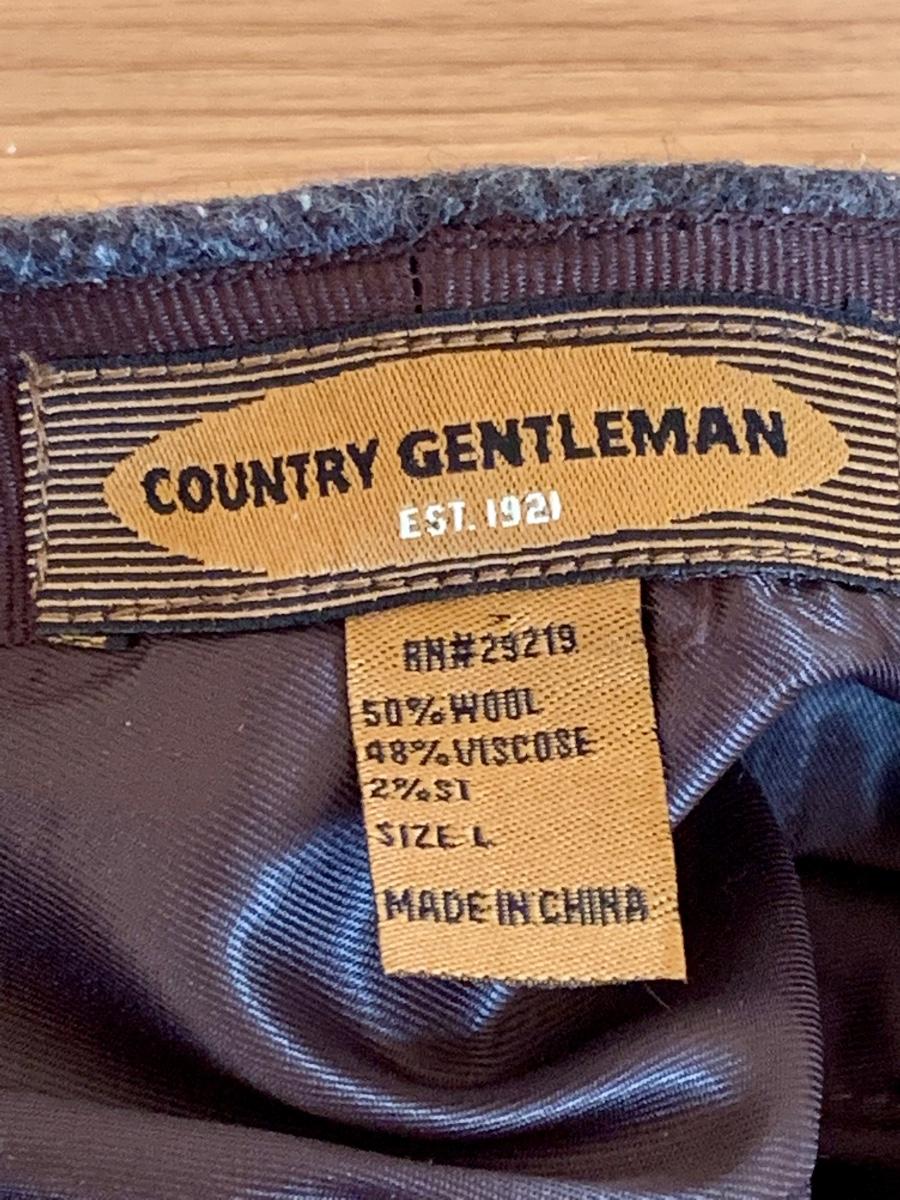 COUNTRY GENTLEMAN
EST. 1921
RN#29219
50%WOOL
48%VISCOSE
2%ST
SIZE L
MADE IN CHINA